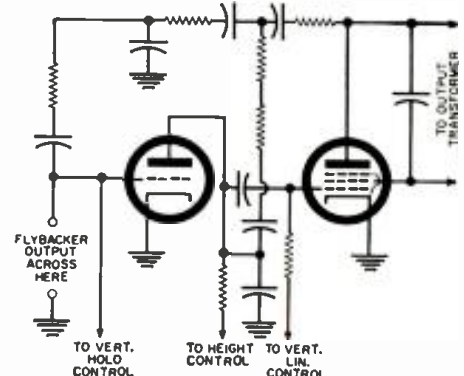 TO OUTPUT
TRANSFORMER
FLYBACKER
OUTPUT
ACROSS
HERE
TO VERT.
HOLD
CONTROL
TO HEIGHT
CONTROL
TO VERT.
LIN.
CONTROL